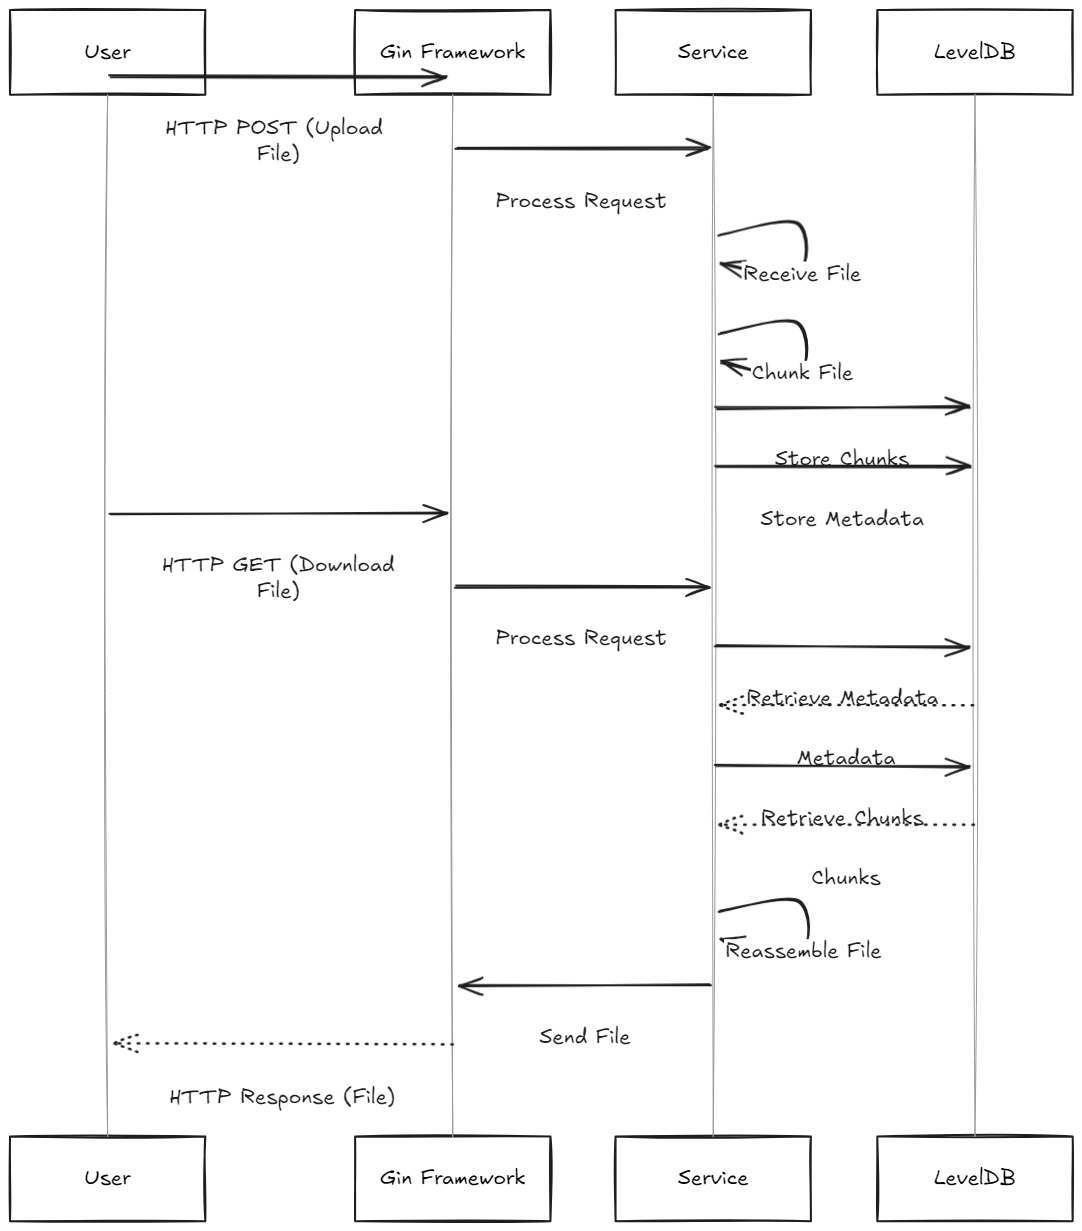 User
Gin Framework
Service
LevelDB
HTTP POST (Upload
File)
Process Request
Receive File
Chunk File
Store Chunks
Store Metadata
HTTP GET (Download
File)
Process Request
Retrieve Metadata
Metadata
Retrieve Chunks
Chunks
Reassemble File
Send File
HTTP Response (File)
User
Gin Framework
Service
LevelDB